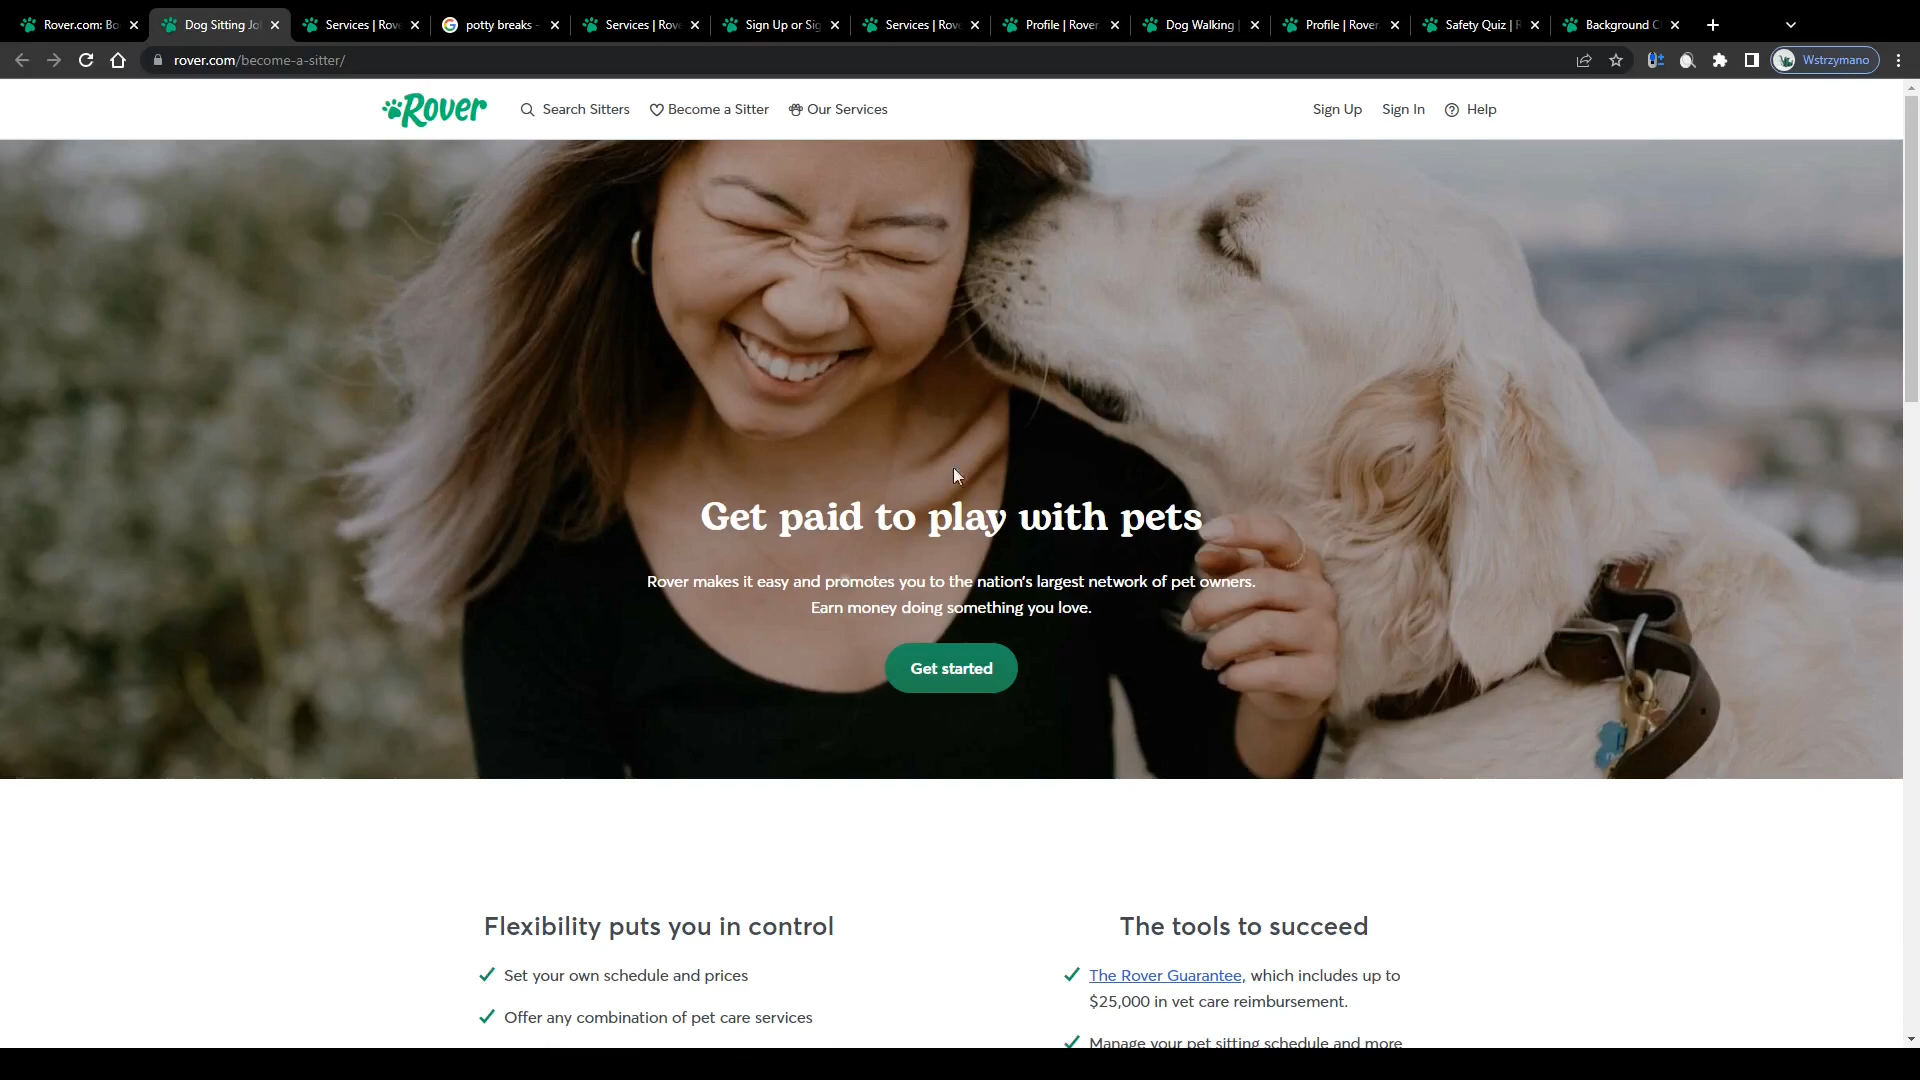 Rover.com: Bo
Dog Sitting Jo
Services | Rove
potty breaks -
Services | Rove
Sign Up or Sig
Services | Rove
Profile | Rover.
Dog Walking |
Profile | Rover.
Safety Quiz | R
Background C
rover.com/become-a-sitter/
Wstrzymano
Rover
Search Sitters
Become a Sitter
Our Services
Sign Up
Sign In
Help
Get paid to play with pets
Rover makes it easy and promotes you to the nation's largest network of pet owners.
Earn money doing something you love.
Get started
Flexibility puts you in control
Set your own schedule and prices
Offer any combination of pet care services
The tools to succeed
The Rover Guarantee, which includes up to
$25,000 in vet care reimbursement.
Manage your pet sitting schedule and more